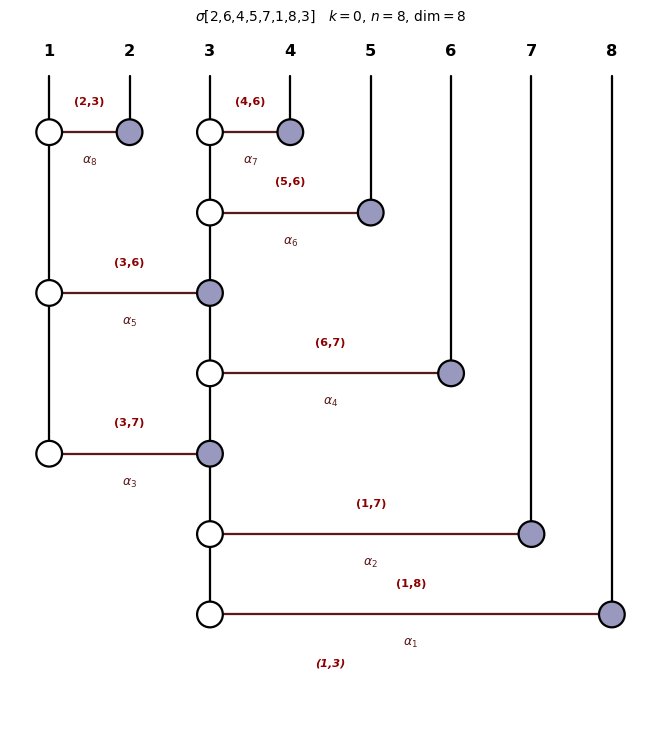 σ[2,6,4,5,7,1,8,3]   k=0, n=8, dim=8
1 2 3 4 5 6 7 8
(2,3) (4,6)
α₈ α₇
(5,6)
α₆
(3,6)
α₅
(6,7)
α₄
(3,7)
α₃
(1,7)
α₂
(1,8)
α₁
(1,3)